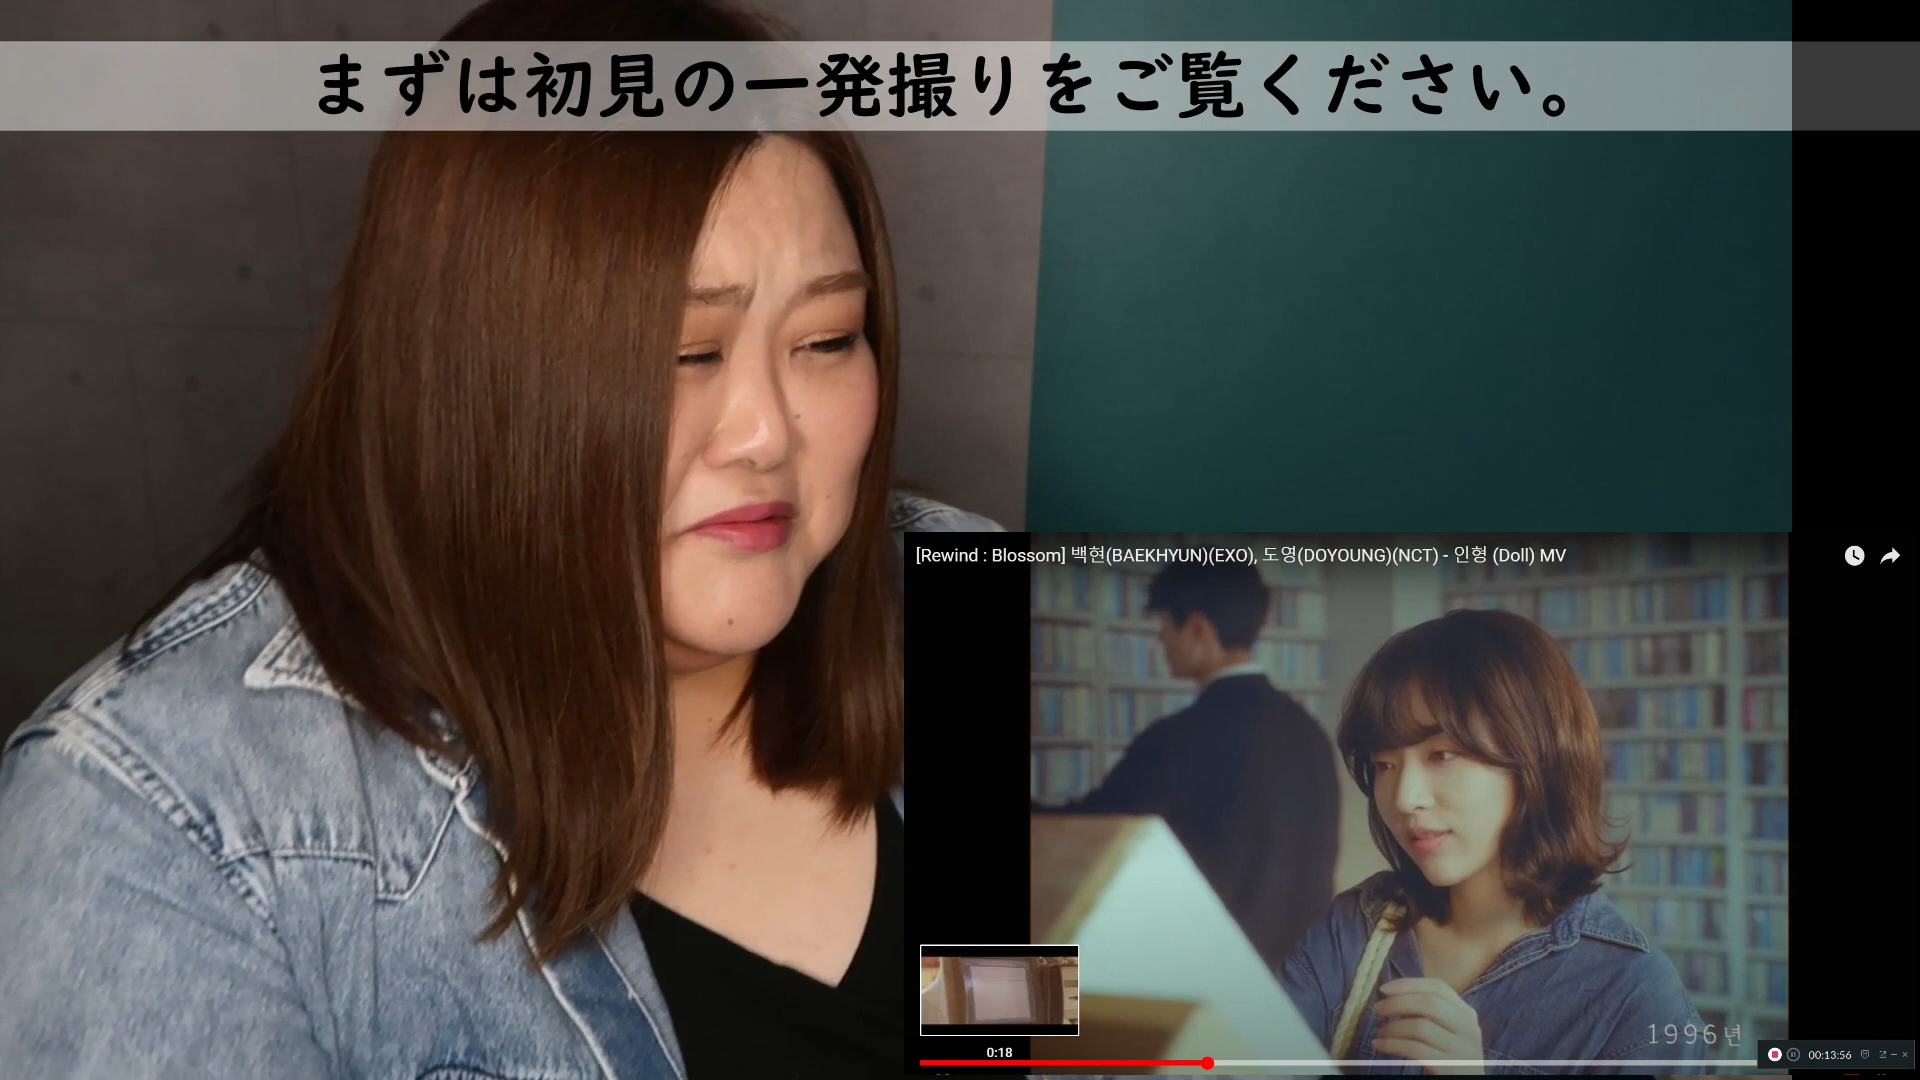 まずは初見の一発撮りをご覧ください。
[Rewind : Blossom] 백현(BAEKHYUN)(EXO), 도영(DOYOUNG)(NCT) - 인형 (Doll) MV
1996년
0:18
00:13:56